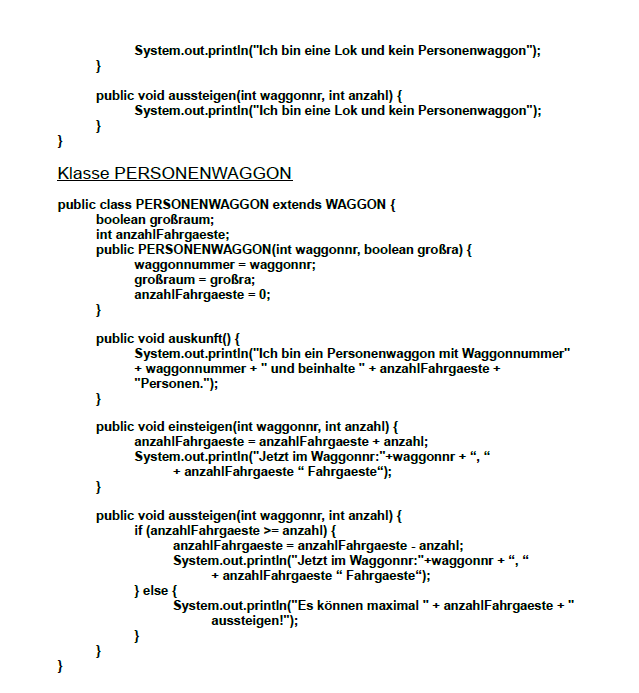 System.out.println("Ich bin eine Lok und kein Personenwaggon");
}
public void aussteigen(int waggonnr, int anzahl) {
System.out.println("Ich bin eine Lok und kein Personenwaggon");
}
}
Klasse PERSONENWAGGON
public class PERSONENWAGGON extends WAGGON {
boolean großraum;
int anzahlFahrgaeste;
public PERSONENWAGGON(int waggonnr, boolean großra) {
waggonnummer = waggonnr;
großraum = großra;
anzahlFahrgaeste = 0;
}
public void auskunft() {
System.out.println("Ich bin ein Personenwaggon mit Waggonnummer"
+ waggonnummer + " und beinhalte " + anzahlFahrgaeste +
"Personen.");
}
public void einsteigen(int waggonnr, int anzahl) {
anzahlFahrgaeste = anzahlFahrgaeste + anzahl;
System.out.println("Jetzt im Waggonnr:"+waggonnr + “, “
+ anzahlFahrgaeste “ Fahrgaeste“);
}
public void aussteigen(int waggonnr, int anzahl) {
if (anzahlFahrgaeste >= anzahl) {
anzahlFahrgaeste = anzahlFahrgaeste - anzahl;
System.out.println("Jetzt im Waggonnr:"+waggonnr + “, “
+ anzahlFahrgaeste “ Fahrgaeste“);
} else {
System.out.println("Es können maximal " + anzahlFahrgaeste + "
aussteigen!");
}
}
}